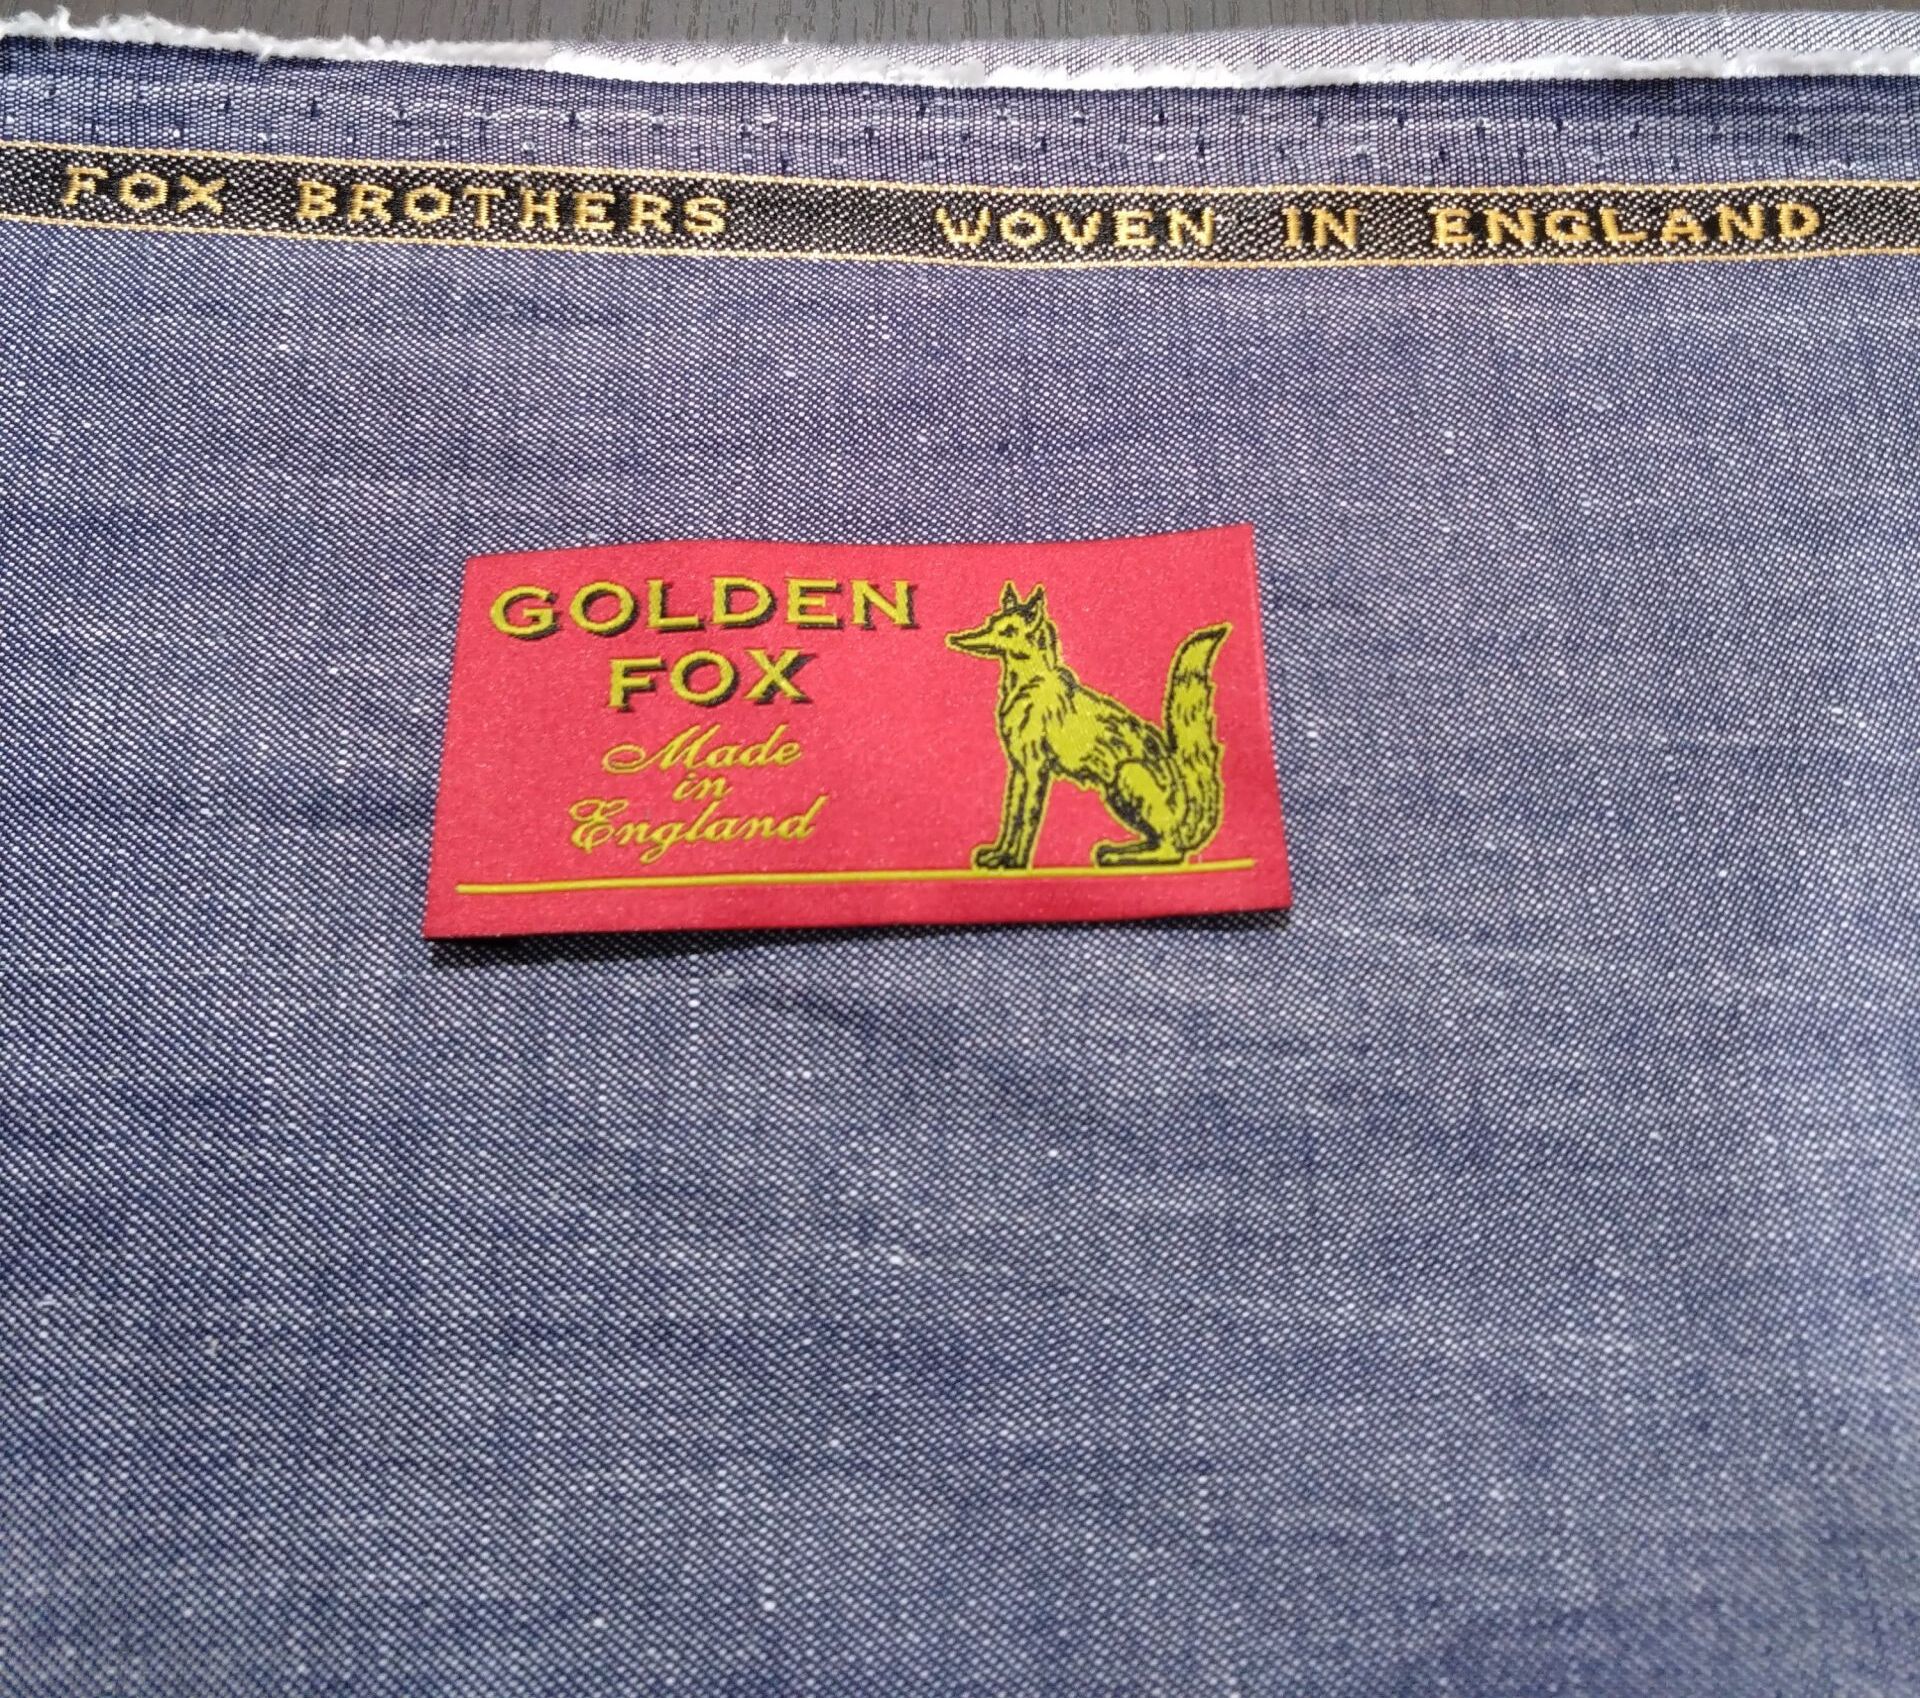 FOX BROTHERS WOVEN IN ENGLAND
GOLDEN
FOX
Made
in
England